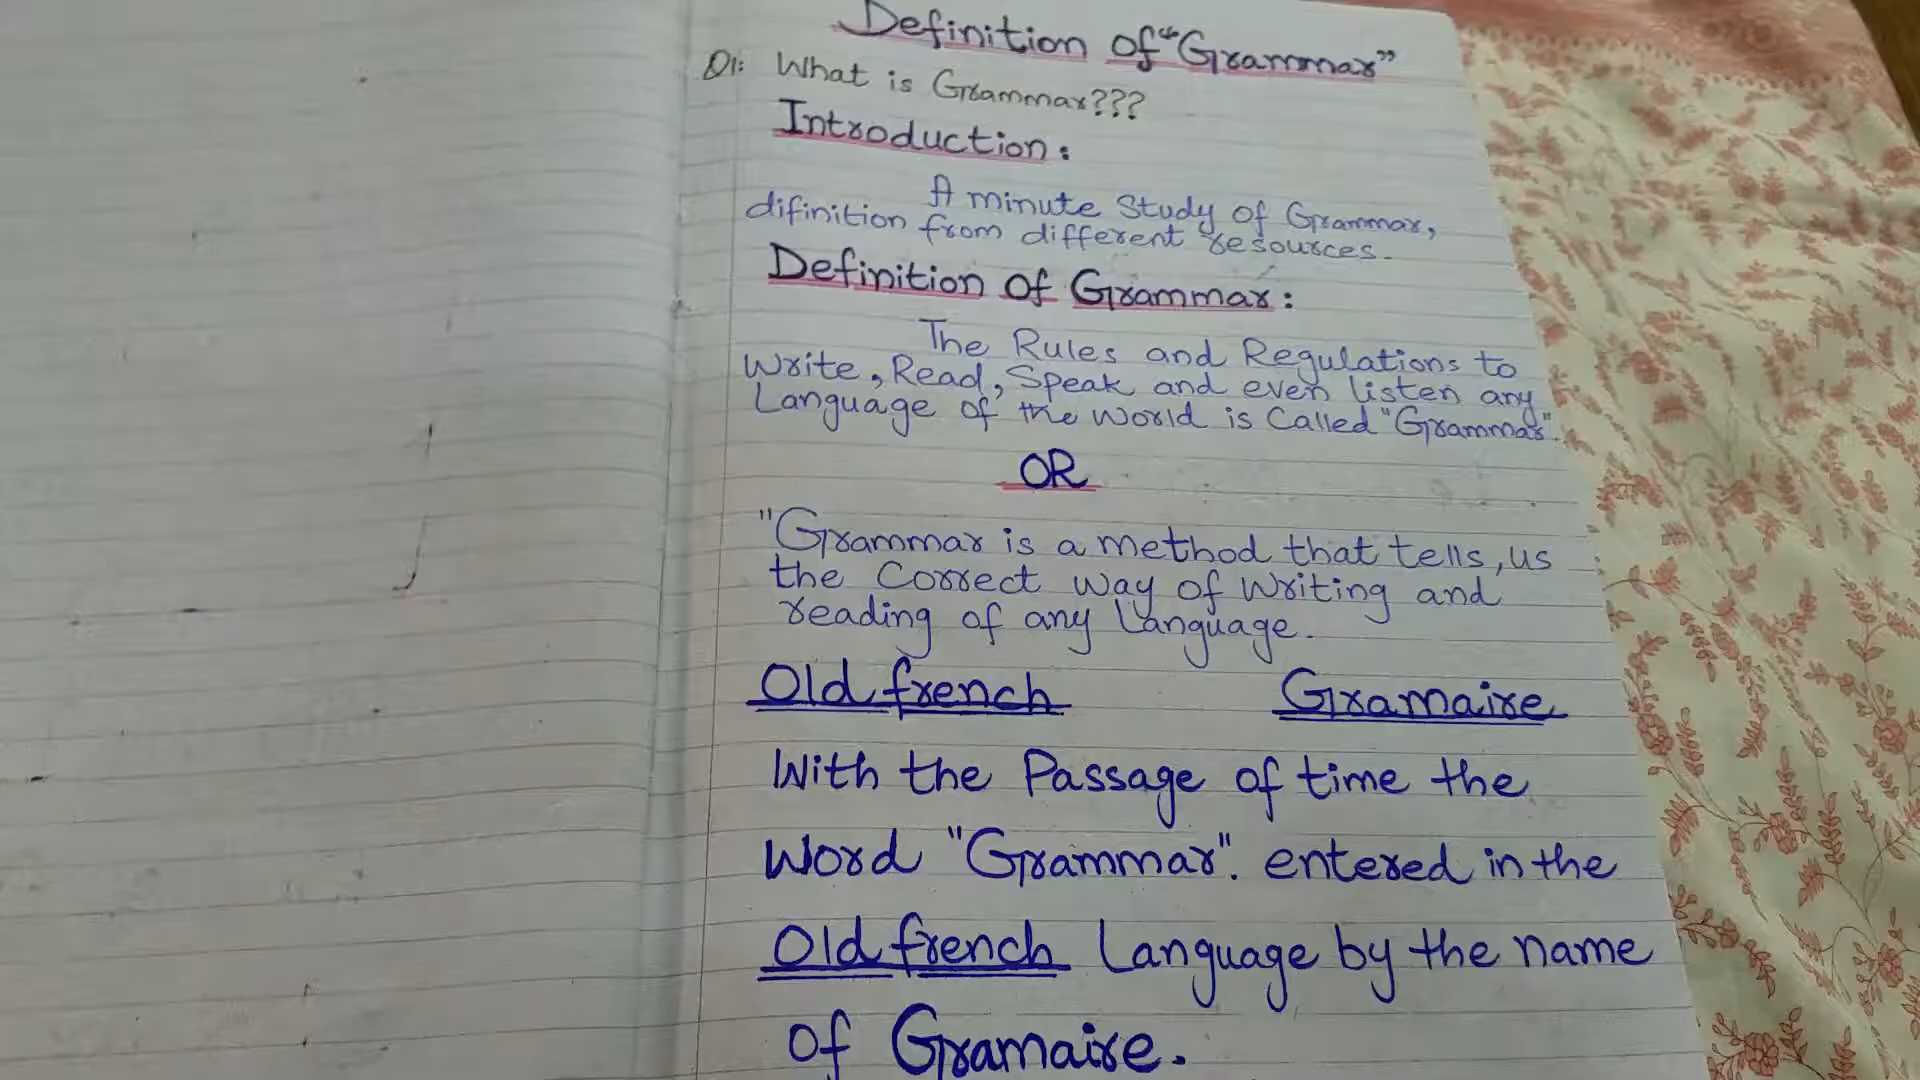 Definition of "Grammar"
Q1: What is Grammar???
Introduction:
A minute Study of Grammar,
difinition from different resources.
Definition of Grammar:
The Rules and Regulations to
Write, Read, Speak and even listen any
Language of the World is Called "Grammar".
OR
"Grammar is a method that tells, us
the Correct way of Writing and
reading of any Language.
Old french Gramaire
With the Passage of time the
Word "Grammar". entered in the
Old french Language by the name
of Gramaire.